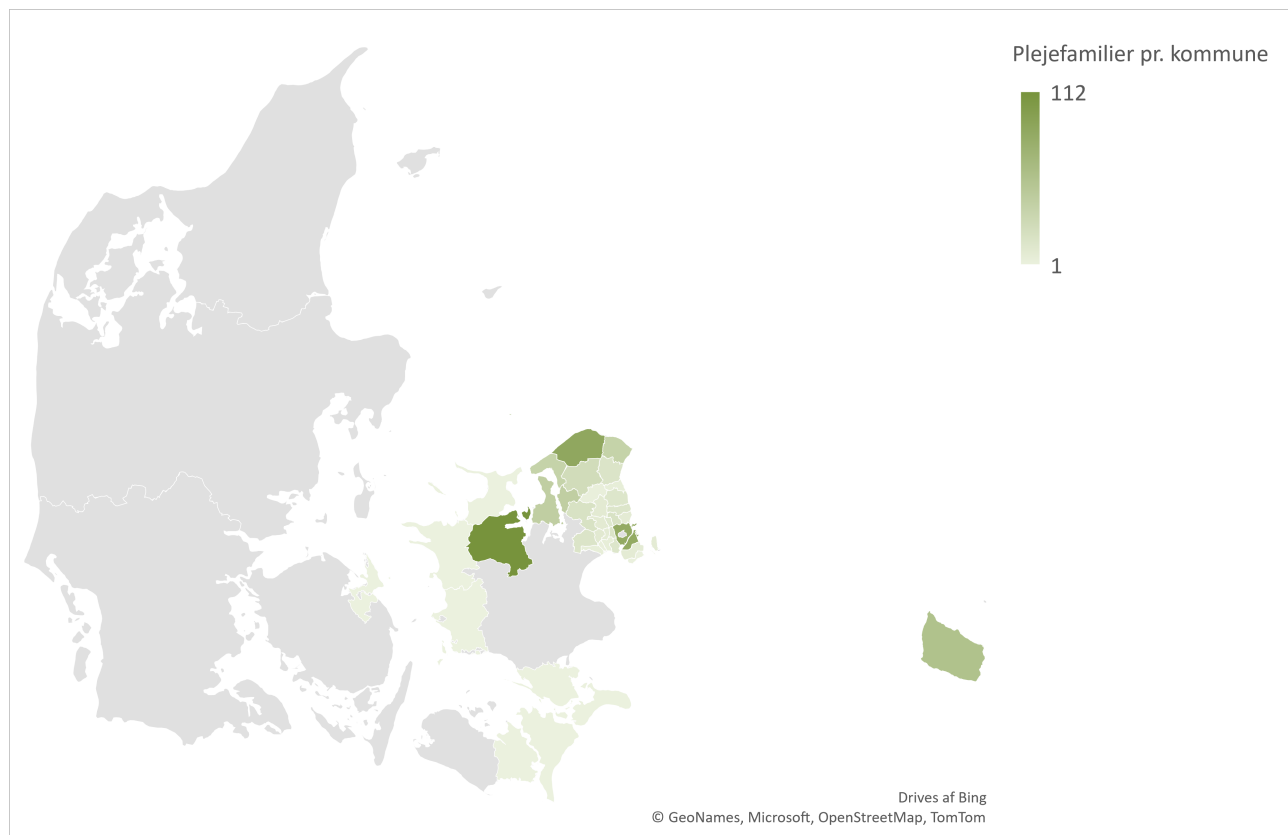 Plejefamilier pr. kommune
112
1
Drives af Bing
© GeoNames, Microsoft, OpenStreetMap, TomTom